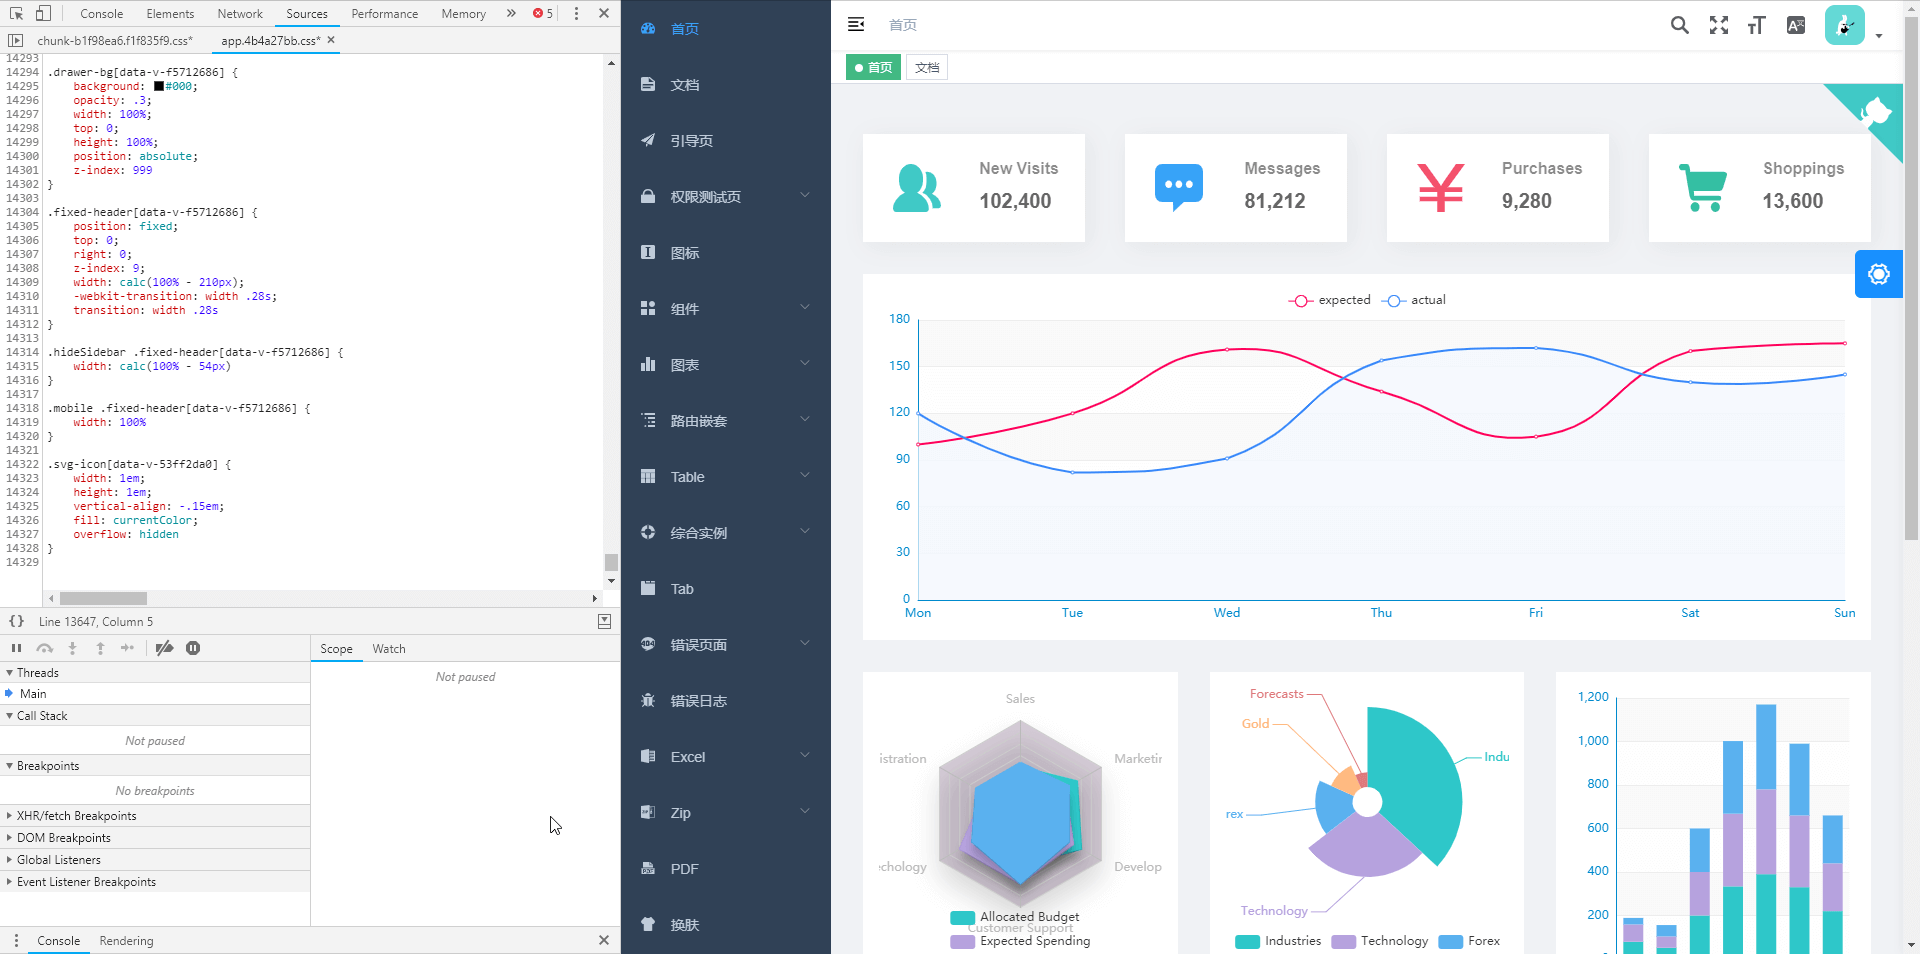 Console Elements Network Sources Performance Memory » 5
chunk-b1f98ea6.f1f835f9.css* app.4b4a27bb.css* ×
14293
14294 .drawer-bg[data-v-f5712686] {
14295 background: #000;
14296 opacity: .3;
14297 width: 100%;
14298 top: 0;
14299 height: 100%;
14300 position: absolute;
14301 z-index: 999
14302 }
14303
14304 .fixed-header[data-v-f5712686] {
14305 position: fixed;
14306 top: 0;
14307 right: 0;
14308 z-index: 9;
14309 width: calc(100% - 210px);
14310 -webkit-transition: width .28s;
14311 transition: width .28s
14312 }
14313
14314 .hideSidebar .fixed-header[data-v-f5712686] {
14315 width: calc(100% - 54px)
14316 }
14317
14318 .mobile .fixed-header[data-v-f5712686] {
14319 width: 100%
14320 }
14321
14322 .svg-icon[data-v-53ff2da0] {
14323 width: 1em;
14324 height: 1em;
14325 vertical-align: -.15em;
14326 fill: currentColor;
14327 overflow: hidden
14328 }
14329
{} Line 13647, Column 5
Scope Watch
Threads
Main
Call Stack
Not paused
Breakpoints
No breakpoints
XHR/fetch Breakpoints
DOM Breakpoints
Global Listeners
Event Listener Breakpoints
Not paused
Console Rendering
首页
文档
引导页
权限测试页
图标
组件
图表
路由嵌套
Table
综合实例
Tab
404 错误页面
错误日志
Excel
Zip
PDF
换肤
首页
首页 文档
New Visits
102,400
Messages
81,212
Purchases
9,280
Shoppings
13,600
expected actual
180
150
120
90
60
30
0
Mon Tue Wed Thu Fri Sat Sun
Sales
istration Marketin
chnology Develop
Customer Support
Allocated Budget
Expected Spending
Forecasts
Gold
Indu
rex
Technology
Industries Technology Forex
1,200
1,000
800
600
400
200